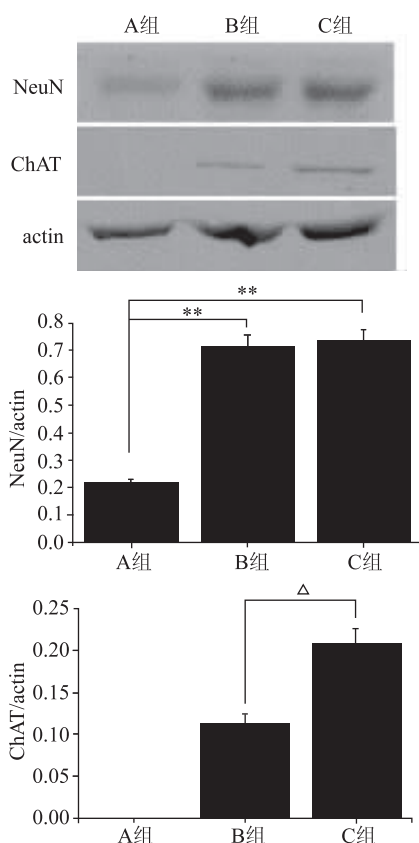 A组 B组 C组
NeuN
ChAT
actin
**
**
NeuN/actin
0.8
0.7
0.6
0.5
0.4
0.3
0.2
0.1
0.0
A组 B组 C组
△
ChAT/actin
0.25
0.20
0.15
0.10
0.05
0.00
A组 B组 C组